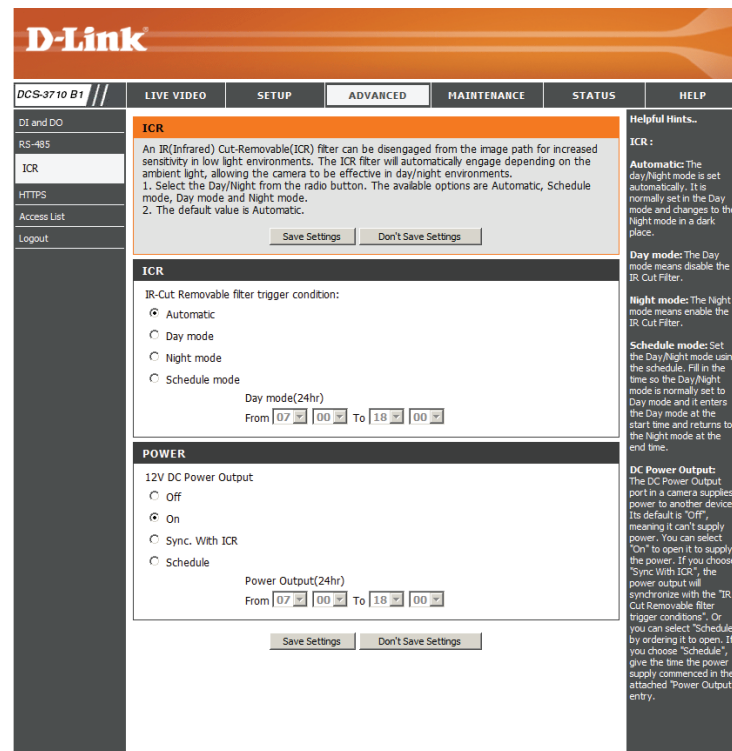 D-Link
DCS-3710 B1
LIVE VIDEO
SETUP
ADVANCED
MAINTENANCE
STATUS
HELP
DI and DO
RS-485
ICR
HTTPS
Access List
Logout
ICR
An IR(Infrared) Cut-Removable(ICR) filter can be disengaged from the image path for increased
sensitivity in low light environments. The ICR filter will automatically engage depending on the
ambient light, allowing the camera to be effective in day/night environments.
1. Select the Day/Night from the radio button. The available options are Automatic, Schedule
mode, Day mode and Night mode.
2. The default value is Automatic.
Save Settings
Don't Save Settings
ICR
IR-Cut Removable filter trigger condition:
Automatic
Day mode
Night mode
Schedule mode
Day mode(24hr)
From 07 00 To 18 00
POWER
12V DC Power Output
Off
On
Sync. With ICR
Schedule
Power Output(24hr)
From 07 00 To 18 00
Save Settings
Don't Save Settings
Helpful Hints..
ICR :
Automatic: The
day/Night mode is set
automatically. It is
normally set in the Day
mode and changes to the
Night mode in a dark
place.
Day mode: The Day
mode means disable the
IR Cut Filter.
Night mode: The Night
mode means enable the
IR Cut Filter.
Schedule mode: Set
the Day/Night mode usin
the schedule. Fill in the
time so the Day/Night
mode is normally set to
Day mode and it enters
the Day mode at the
start time and returns to
the Night mode at the
end time.
DC Power Output:
The DC Power Output
port in a camera supplies
power to another device
Its default is "Off",
meaning it can't supply
power. You can select
"On" to open it to supply
the power. If you choose
"Sync With ICR", the
power output will
synchronize with the "IR
Cut Removable filter
trigger conditions". Or
you can select "Schedule
by ordering it to open. If
you choose "Schedule",
give the time the power
supply commenced in the
attached "Power Output
entry.